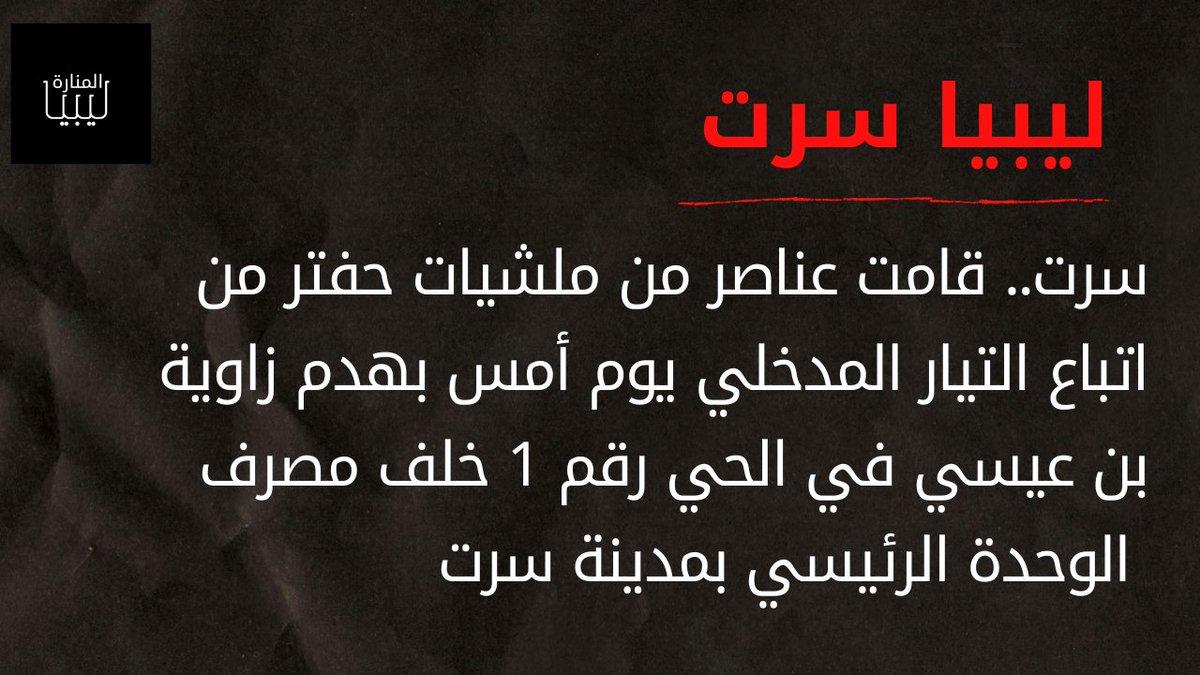 المنارة
ليبيا
ليبيا سرت
سرت.. قامت عناصر من ملشيات حفتر من
اتباع التيار المدخلي يوم أمس بهدم زاوية
بن عيسي في الحي رقم 1 خلف مصرف
الوحدة الرئيسي بمدينة سرت